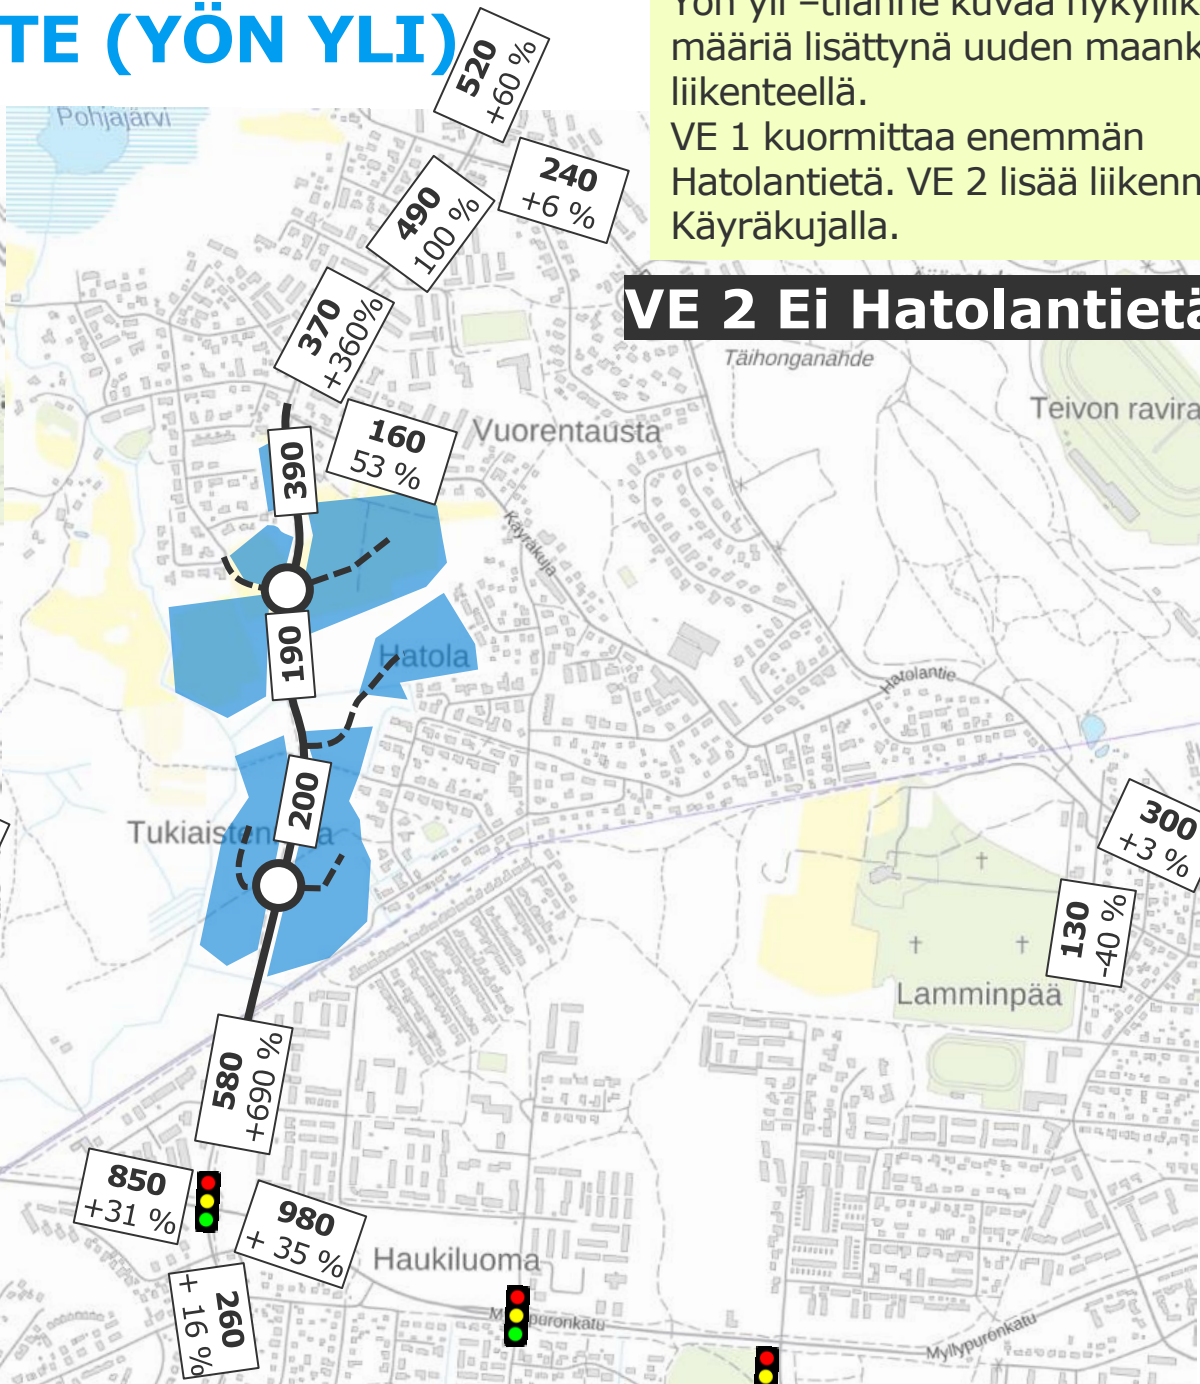 TE (YÖN YLI)
Yön yli –tilanne kuvaa nykyliik
määriä lisättynä uuden maank
liikenteellä.
VE 1 kuormittaa enemmän
Hatolantietä. VE 2 lisää liikenn
Käyräkujalla.
VE 2 Ei Hatolantietä
520
+60 %
240
+6 %
490
100 %
370
+360%
160
53 %
390
190
200
580
+690 %
850
+31 %
980
+ 35 %
260
+ 16 %
300
+3 %
130
-40 %
Pohjajärvi
Täihonganahde
Teivon ravira
Vuorentausta
Käyräkuja
Hatola
Hatolantie
Lamminpää
Haukiluoma
Myllypuronkatu